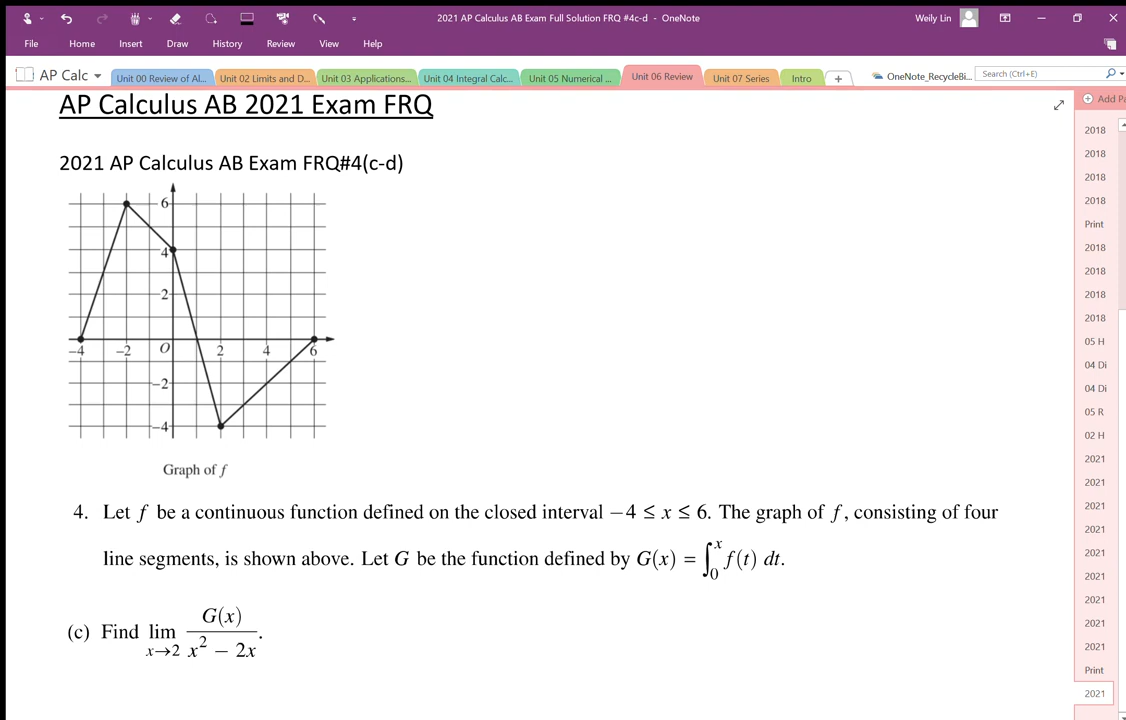 2021 AP Calculus AB Exam Full Solution FRQ #4c-d - OneNote
Weily Lin
File Home Insert Draw History Review View Help
AP Calc
Unit 00 Review of Al...
Unit 02 Limits and D...
Unit 03 Applications...
Unit 04 Integral Calc...
Unit 05 Numerical ...
Unit 06 Review
Unit 07 Series
Intro
+
OneNote_RecycleBi...
Search (Ctrl+E)
AP Calculus AB 2021 Exam FRQ
2021 AP Calculus AB Exam FRQ#4(c-d)
6
4
2
-4 -2 O 2 4 6
-2
-4
Graph of f
4. Let f be a continuous function defined on the closed interval −4 ≤ x ≤ 6. The graph of f, consisting of four
line segments, is shown above. Let G be the function defined by G(x) = ∫₀ˣ f(t) dt.
(c) Find lim x→2 G(x) / (x² − 2x).
Add Pa
2018
2018
2018
2018
Print
2018
2018
2018
2018
05 H
04 Di
04 Di
05 R
02 H
2021
2021
2021
2021
2021
2021
2021
2021
2021
Print
2021